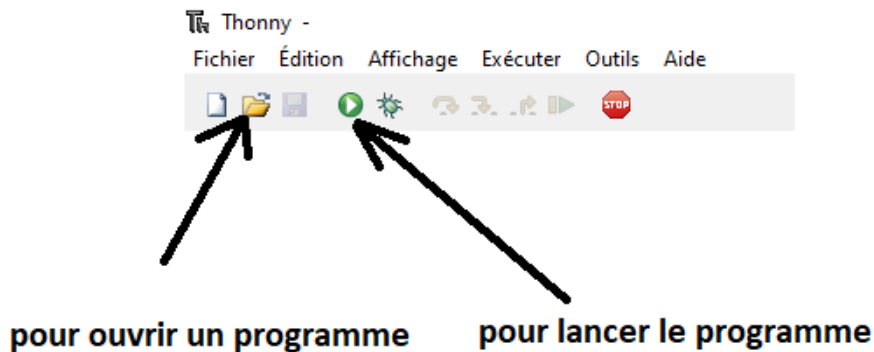 Thonny -
Fichier Édition Affichage Exécuter Outils Aide
STOP
pour ouvrir un programme
pour lancer le programme